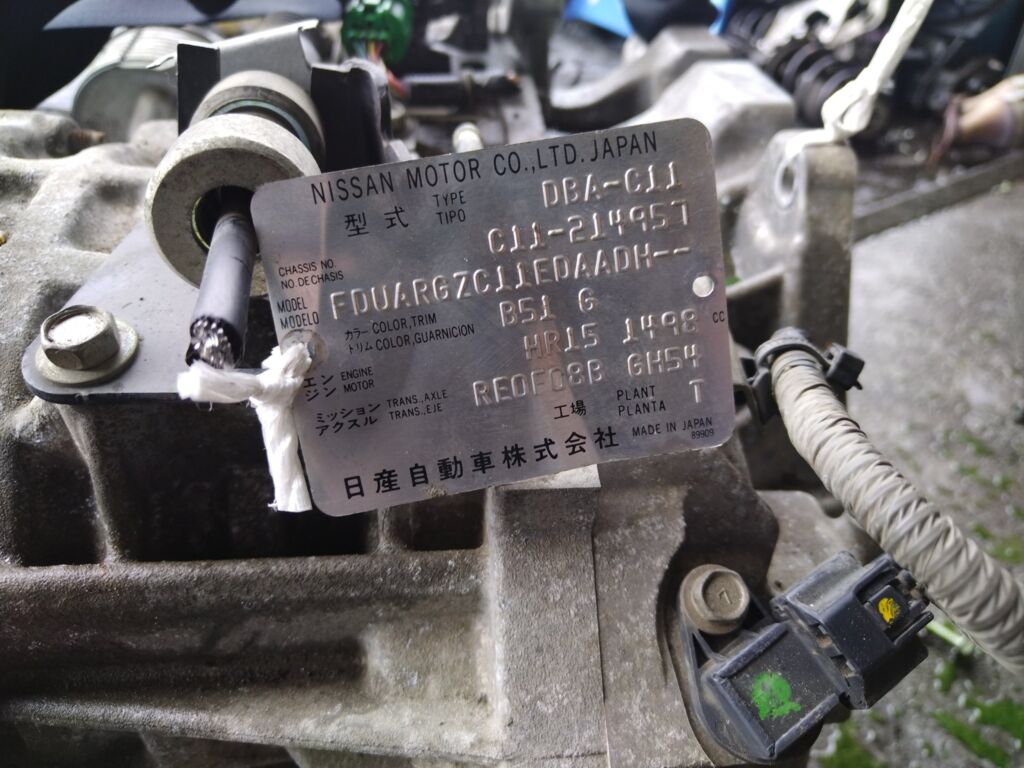 NISSAN MOTOR CO.,LTD. JAPAN
型式 TYPE TIPO DBA-C11
CHASSIS NO. NO.DECHASIS C11-214957
MODEL MODELO FDUARGZC11EDAADH--
カラー COLOR,TRIM トリム COLOR,GUARNICION B51 G
エンジン ENGINE MOTOR HR15 1498 CC
ミッション TRANS.,AXLE アクスル TRANS.,EJE RE0F08B GH54
工場 PLANT PLANTA T
日産自動車株式会社 MADE IN JAPAN
89909
7